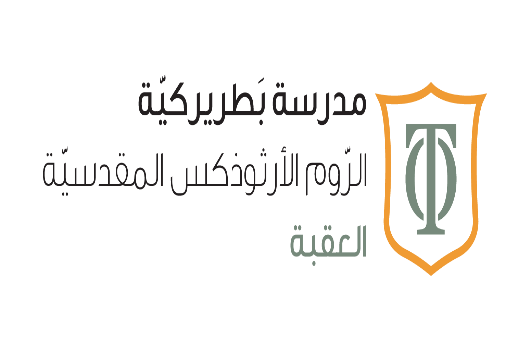 مدرسة بَطريركيّة
الرّوم الأرثوذكس المقدسيّة
العقبة